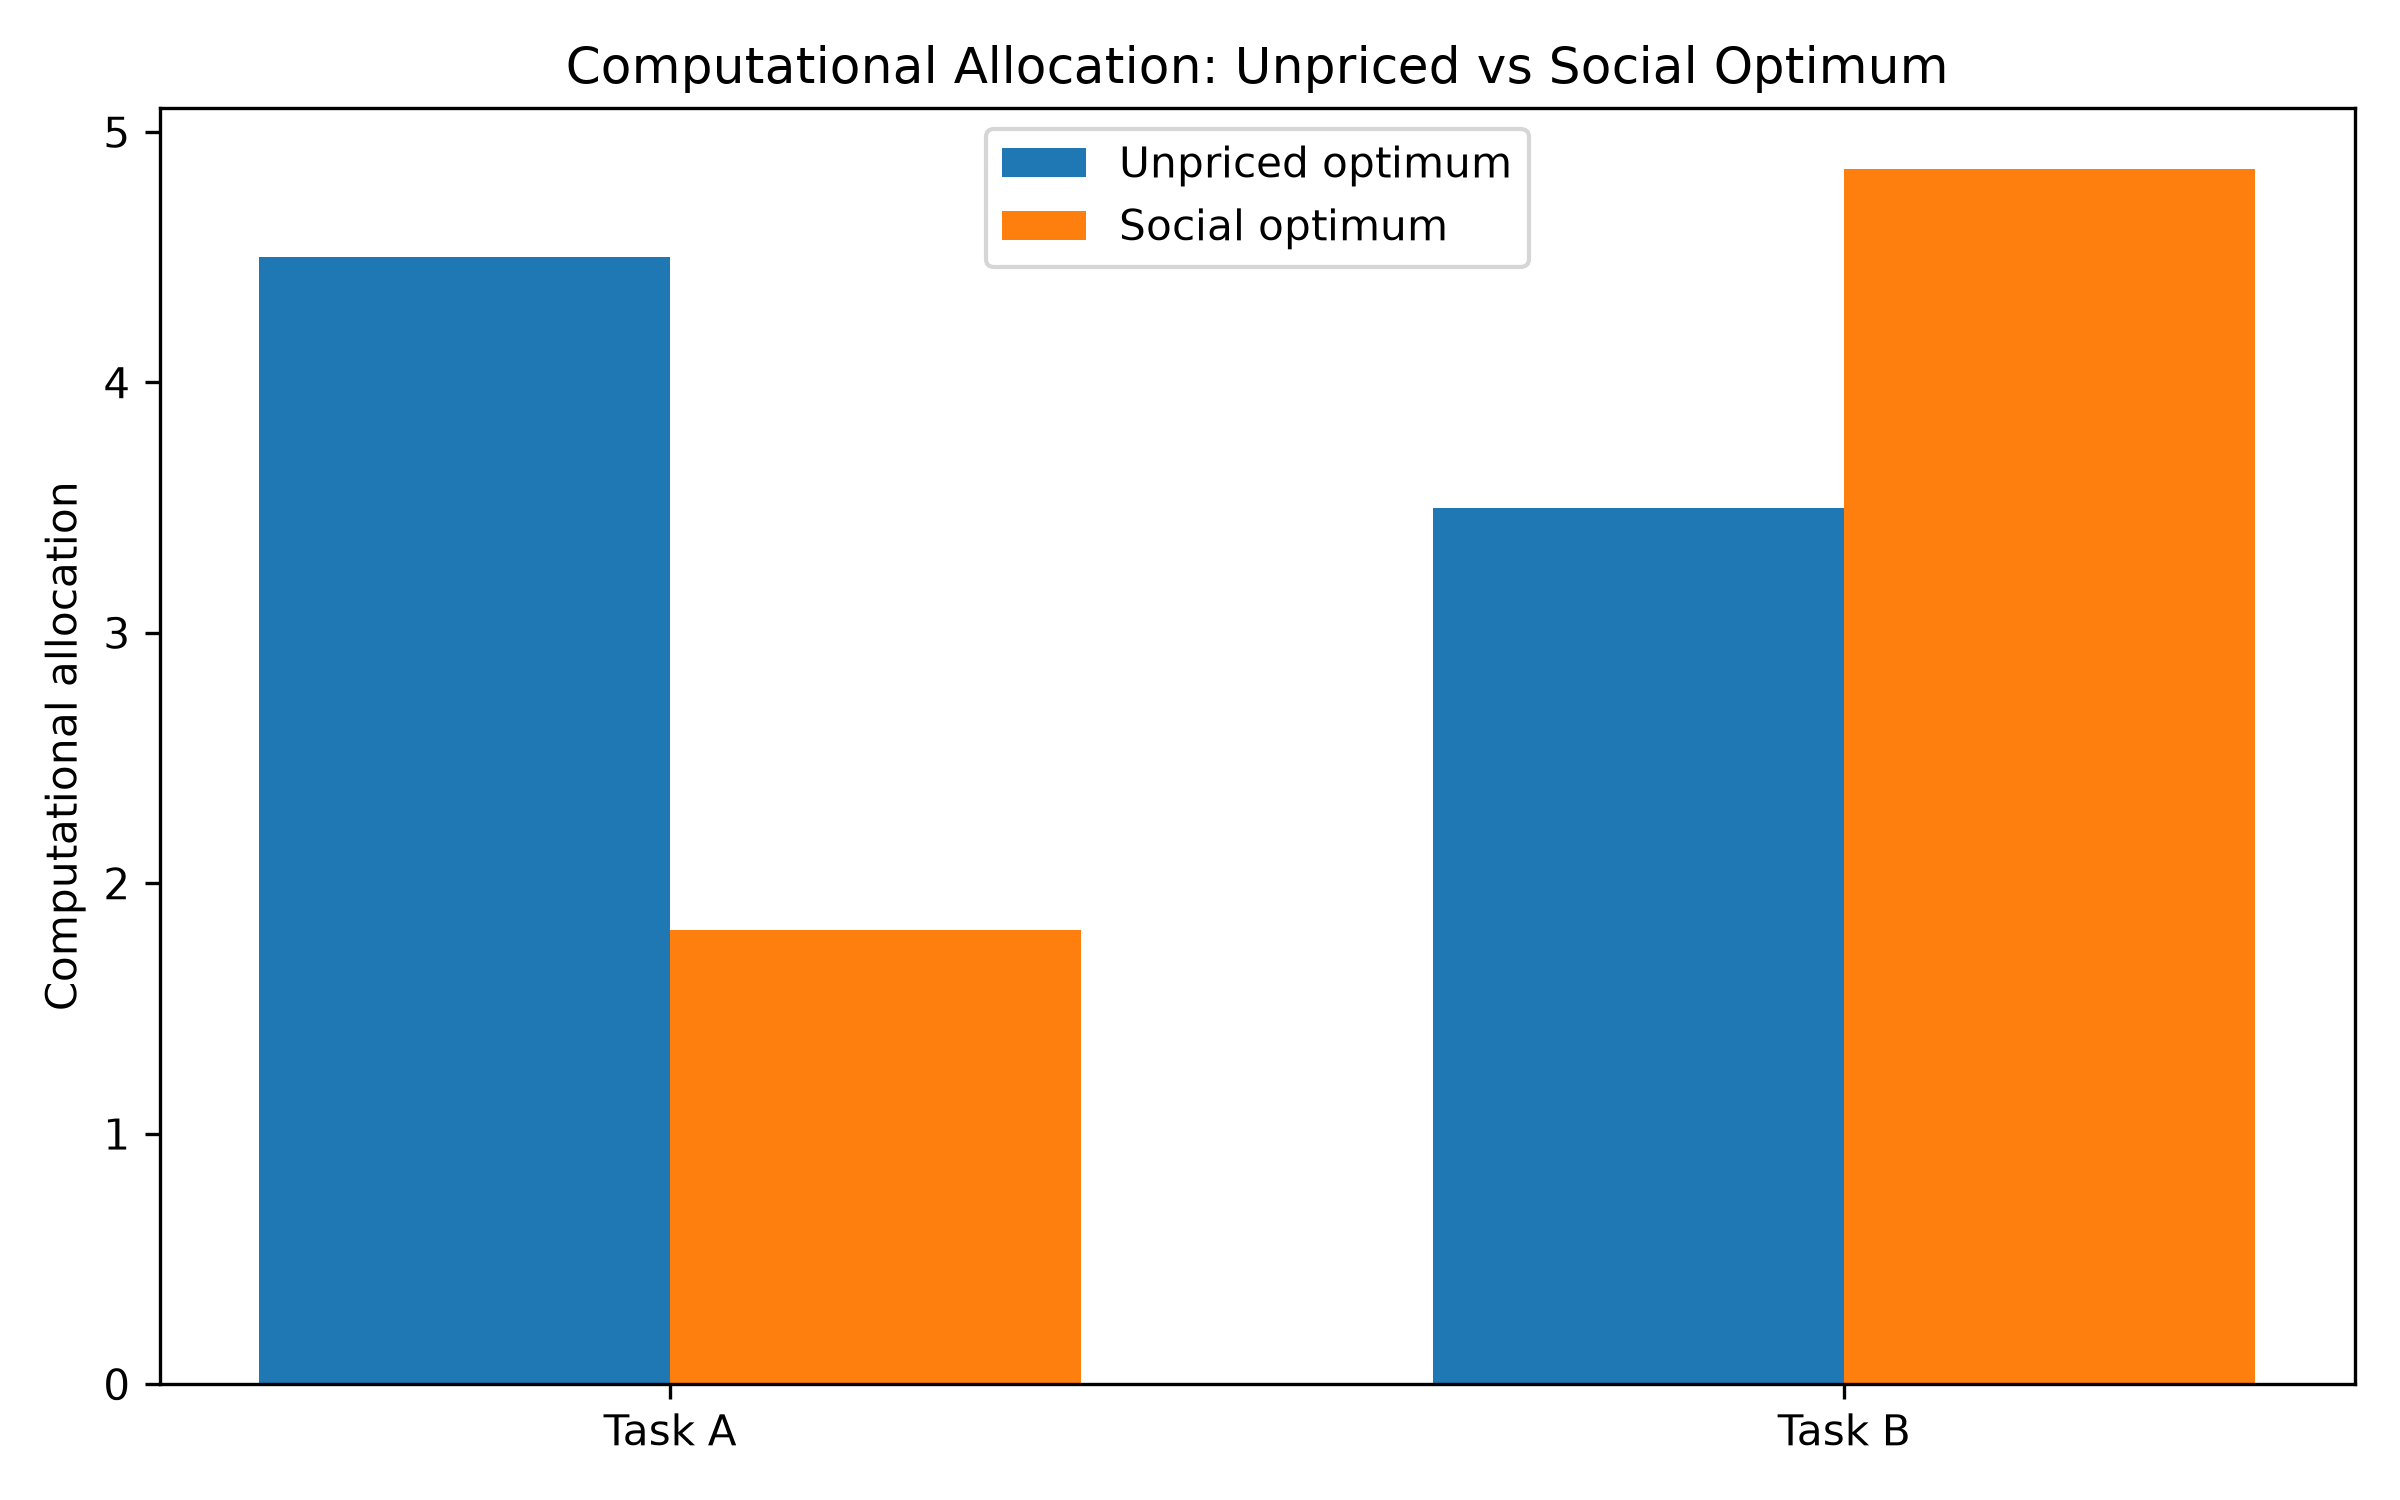 Computational Allocation: Unpriced vs Social Optimum
Unpriced optimum
Social optimum
Computational allocation
5
4
3
2
1
0
Task A
Task B